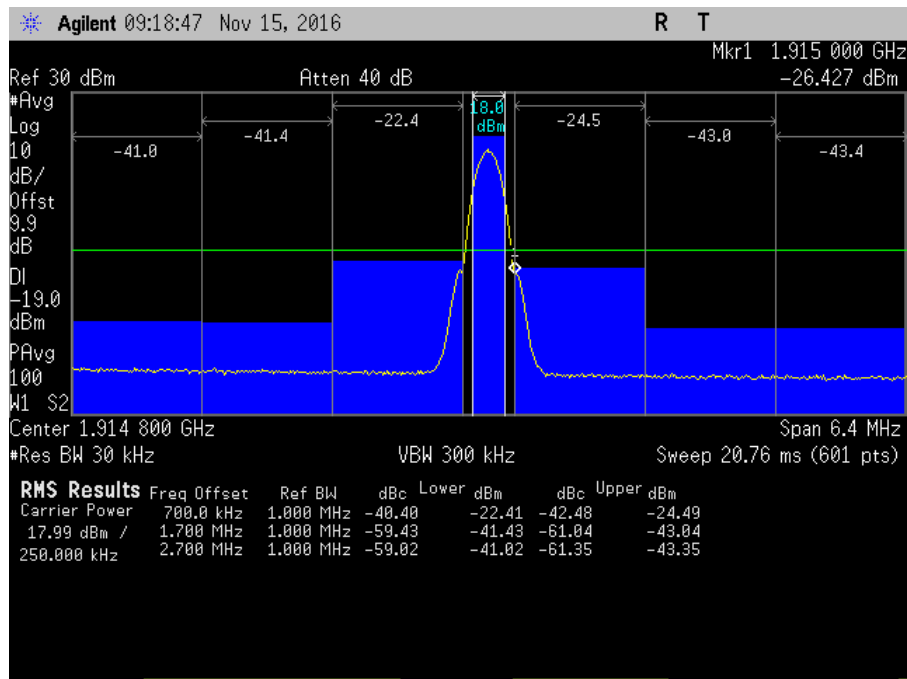 Agilent 09:18:47 Nov 15, 2016 R T
Mkr1 1.915 000 GHz
Ref 30 dBm Atten 40 dB -26.427 dBm
#Avg
Log
10
dB/
Offst
9.9
dB
DI
-19.0
dBm
PAvg
100
W1 S2
-41.0 -41.4 -22.4 18.0 dBm -24.5 -43.0 -43.4
Center 1.914 800 GHz Span 6.4 MHz
#Res BW 30 kHz VBW 300 kHz Sweep 20.76 ms (601 pts)
RMS Results Freq Offset Ref BW dBc Lower dBm dBc Upper dBm
Carrier Power 700.0 kHz 1.000 MHz -40.40 -22.41 -42.48 -24.49
17.99 dBm / 1.700 MHz 1.000 MHz -59.43 -41.43 -61.04 -43.04
250.000 kHz 2.700 MHz 1.000 MHz -59.02 -41.02 -61.35 -43.35